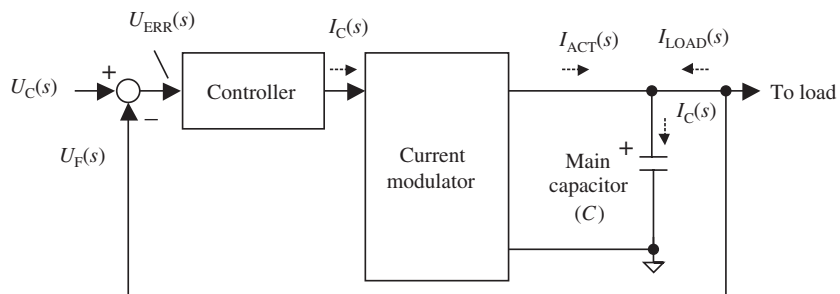 U_ERR(s)
I_C(s)
I_ACT(s)
I_LOAD(s)
U_C(s)
+
Controller
To load
−
I_C(s)
U_F(s)
Current
modulator
Main
capacitor
(C)
+